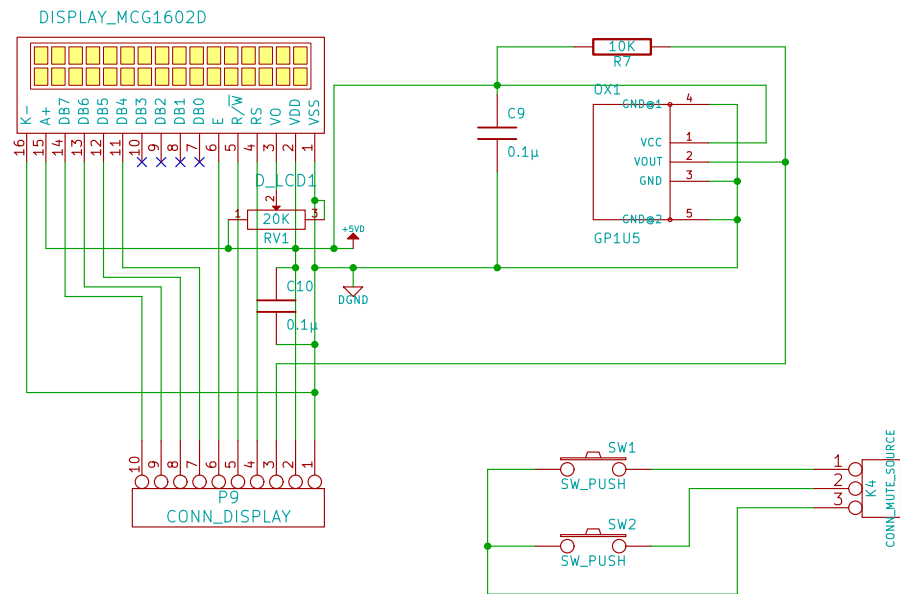 DISPLAY_MCG1602D
K-
A+
DB7
DB6
DB5
DB4
DB3
DB2
DB1
DB0
E
R/W
RS
VO
VDD
VSS
16
15
14
13
12
11
10
9
8
7
6
5
4
3
2
1
D_LCD1
2
1
20K
3
RV1
+5VD
C10
0.1µ
DGND
10K
R7
C9
0.1µ
OX1
GND@1
4
VCC
1
VOUT
2
GND
3
GND@2
5
GP1U5
10
9
8
7
6
5
4
3
2
1
P9
CONN_DISPLAY
SW1
SW_PUSH
SW2
SW_PUSH
1
2
3
K4
CONN_MUTE_SOURCE